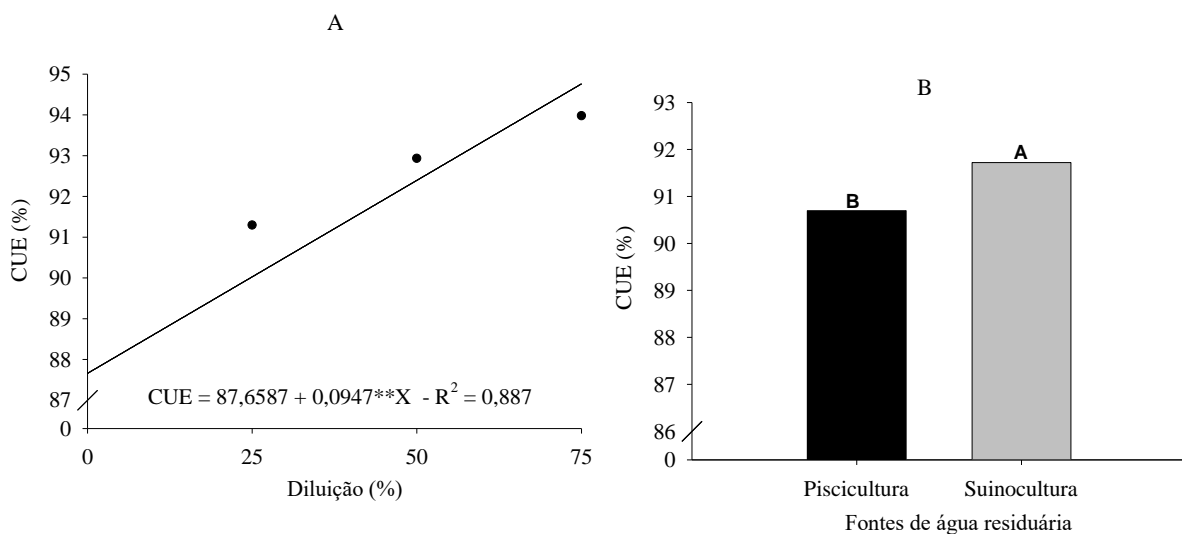 A
CUE (%)
95
94
93
92
91
90
89
88
87
0
CUE = 87,6587 + 0,0947**X - R² = 0,887
0 25 50 75
Diluição (%)
B
CUE (%)
93
92
91
90
89
88
87
86
0
B
A
Piscicultura Suinocultura
Fontes de água residuária